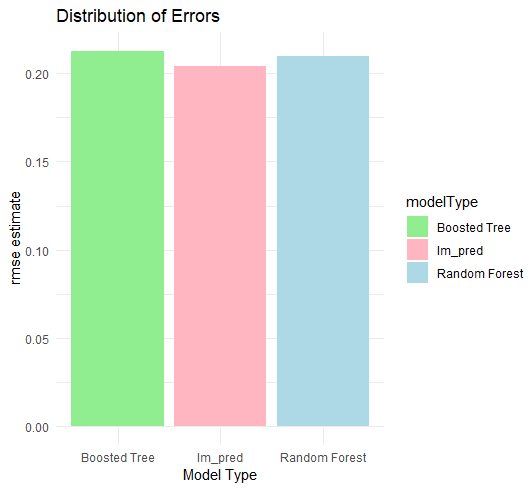 Distribution of Errors
rmse estimate
0.20
0.15
0.10
0.05
0.00
Boosted Tree
lm_pred
Random Forest
Model Type
modelType
Boosted Tree
lm_pred
Random Forest